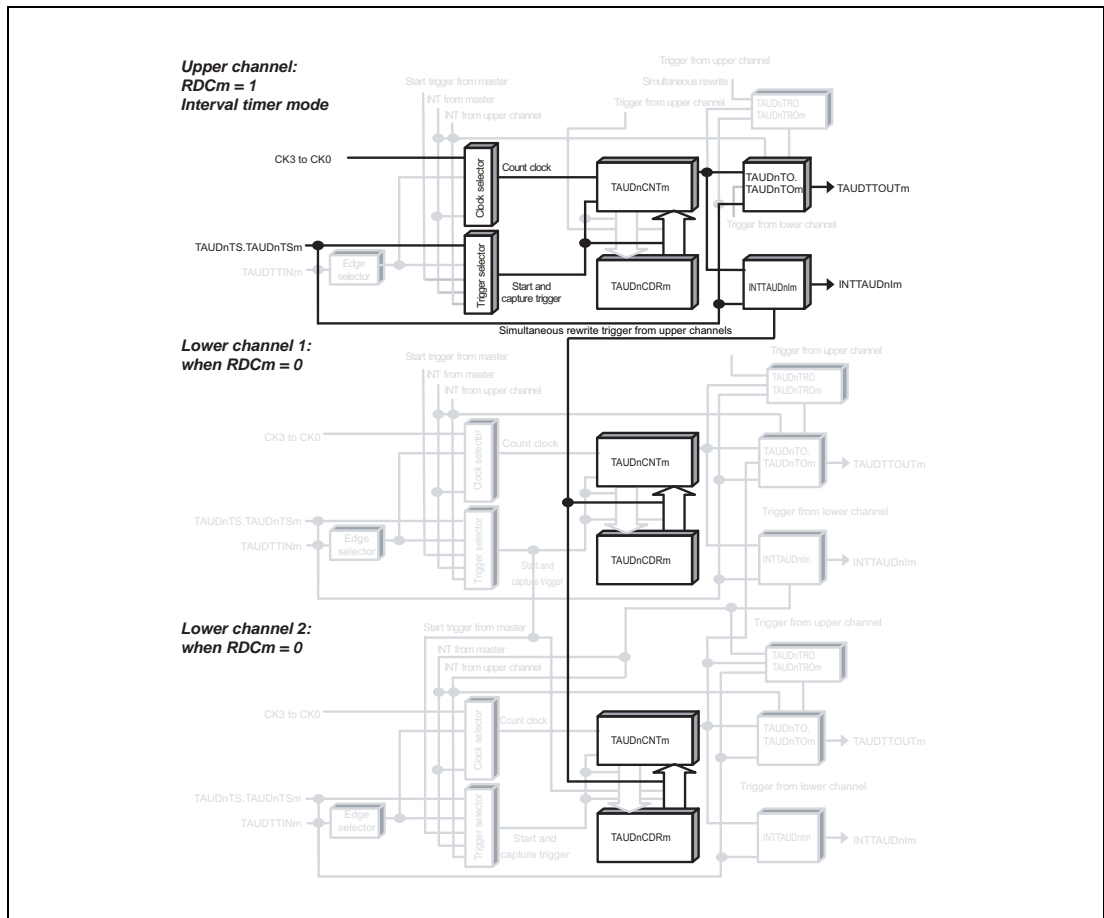 Upper channel:
RDCm = 1
Interval timer mode
Trigger from upper channel
Start trigger from master
Simultaneous rewrite
INT from master
Trigger from upper channel
INT from upper channel
TAUDnTRO.
TAUDnTROm
CK3 to CK0
Clock selector
Count clock
TAUDnCNTm
TAUDnTO.
TAUDnTOm
TAUDTTOUTm
Trigger from lower channel
TAUDnTS.TAUDnTSm
TAUDTTINm
Edge
selector
Trigger selector
Start and
capture trigger
TAUDnCDRm
INTTAUDnIm
INTTAUDnIm
Simultaneous rewrite trigger from upper channels
Lower channel 1:
when RDCm = 0
Trigger from upper channel
Start trigger from master
INT from master
INT from upper channel
TAUDnTRO.
TAUDnTROm
CK3 to CK0
Clock selector
Count clock
TAUDnCNTm
TAUDnTO.
TAUDnTOm
TAUDTTOUTm
Trigger from lower channel
TAUDnTS.TAUDnTSm
TAUDTTINm
Edge
selector
Trigger selector
Start and
capture trigger
TAUDnCDRm
INTTAUDnIm
INTTAUDnIm
Lower channel 2:
when RDCm = 0
Trigger from upper channel
Start trigger from master
INT from master
INT from upper channel
TAUDnTRO.
TAUDnTROm
CK3 to CK0
Clock selector
Count clock
TAUDnCNTm
TAUDnTO.
TAUDnTOm
TAUDTTOUTm
Trigger from lower channel
TAUDnTS.TAUDnTSm
TAUDTTINm
Edge
selector
Trigger selector
Start and
capture trigger
TAUDnCDRm
INTTAUDnIm
INTTAUDnIm